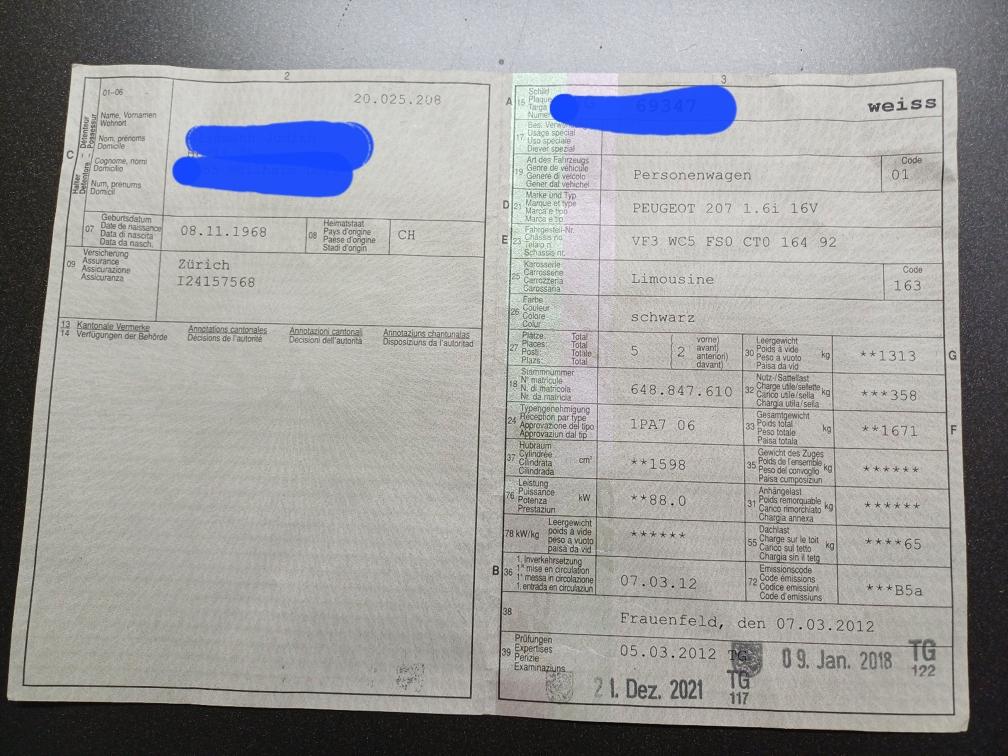 2
01-06
20.025.208
Name, Vornamen
Wohnort
Nom, prénoms
Domicile
Cognome, nomi
Domicilio
Num, prenums
Domicil
C
Halter
Détenteur
Detentore
Possessur
07 Geburtsdatum
Date de naissance
Data di nascita
Data da nasch.
08.11.1968
08 Heimatstaat
Pays d'origine
Paese d'origine
Stadi d'origin
CH
09 Versicherung
Assurance
Assicurazione
Assicuranza
Zürich
I24157568
13 Kantonale Vermerke
14 Verfügungen der Behörde
Annotations cantonales
Décisions de l'autorité
Annotazioni cantonali
Decisioni dell'autorità
Annotaziuns chantunalas
Disposiziuns da l'autoritad
3
A 15 Schild
Plaque
Targa
Numer
69347
weiss
17
Usage spécial
Uso speciale
Diever spezial
19 Art des Fahrzeugs
Genre de véhicule
Genere di veicolo
Gener dal vehichel
Personenwagen
Code
01
D 21 Marke und Typ
Marque et type
Marca e tipo
Marca e tip
PEUGEOT 207 1.6i 16V
E 23 Fahrgestell-Nr.
Châssis no
Telaio n.
Schassis nr.
VF3 WC5 FS0 CT0 164 92
25 Karosserie
Carrosserie
Carrozzeria
Carossaria
Limousine
Code
163
26 Farbe
Couleur
Colore
Colur
schwarz
27 Plätze: Total
Places: Total
Posti: Totale
Plazs: Total
5
2
vorne)
avant)
anteriori)
davant)
30 Leergewicht
Poids à vide
Peso a vuoto
Paisa da vid
kg
**1313
G
18 Stammnummer
N° matricule
N. di matricola
Nr. da matricla
648.847.610
32 Nutz-/Sattellast
Charge utile/sellette
Carico utile/sella
Chargia utila/sella
kg
***358
24 Typengenehmigung
Réception par type
Approvazione del tipo
Approvaziun dal tip
1PA7 06
33 Gesamtgewicht
Poids total
Peso totale
Paisa totala
kg
**1671
F
37 Hubraum
Cylindrée
Cilindrata
Cilindrada
cm³
**1598
35 Gewicht des Zuges
Poids de l'ensemble
Peso del convoglio
Paisa cumposiziun
kg
******
76 Leistung
Puissance
Potenza
Prestaziun
kW
**88.0
31 Anhängelast
Poids remorquable
Carico rimorchiato
Chargia annexa
kg
******
78 kW/kg Leergewicht
poids à vide
peso a vuoto
paisa da vid
******
55 Dachlast
Charge sur le toit
Carico sul tetto
Chargia sin il tetg
kg
****65
B 36 1. Inverkehrsetzung
1re mise en circulation
1a messa in circolazione
1. entrada en circulaziun
07.03.12
72 Emissionscode
Code émissions
Codice emissioni
Code d'emissiuns
***B5a
38
Frauenfeld, den 07.03.2012
39 Prüfungen
Expertises
Perizie
Examinaziuns
05.03.2012 TG
09. Jan. 2018
TG
122
21. Dez. 2021
TG
117